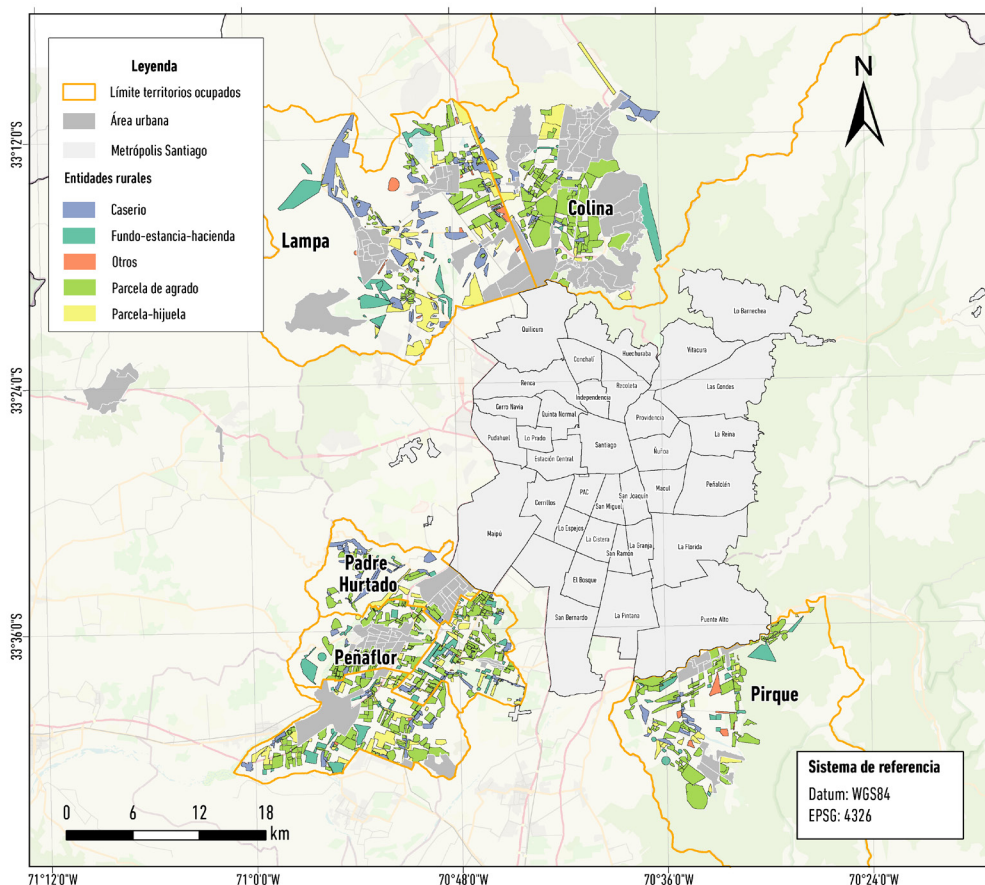 Leyenda
Límite territorios ocupados
Área urbana
Metrópolis Santiago
Entidades rurales
Caserio
Fundo-estancia-hacienda
Otros
Parcela de agrado
Parcela-hijuela
N
Colina
Lampa
Lo Barnechea
Quilicura
Huechuraba
Vitacura
Conchalí
Renca
Recoleta
Las Condes
Independencia
Cerro Navia
Quinta Normal
Providencia
Pudahuel
Lo Prado
Santiago
La Reina
Ñuñoa
Estación Central
Macul
Peñalolén
PAC
San Joaquín
Cerrillos
San Miguel
Maipú
Lo Espejos
La Cistera
La Granja
San Ramón
La Florida
Padre
Hurtado
El Bosque
San Bernardo
La Pintana
Puente Alto
Peñaflor
Pirque
Sistema de referencia
Datum: WGS84
EPSG: 4326
0 6 12 18
km
33°12'0"S
33°24'0"S
33°36'0"S
71°12'0"W 71°00'0"W 70°48'0"W 70°36'0"W 70°24'0"W